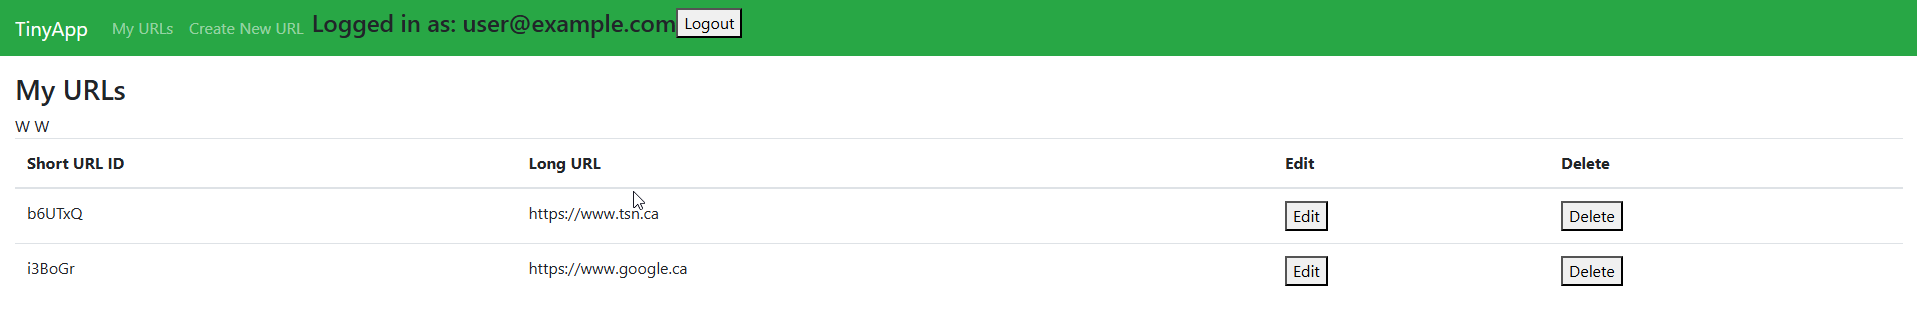 TinyApp My URLs Create New URL Logged in as: user@example.com Logout
My URLs
W W
Short URL ID Long URL Edit Delete
b6UTxQ https://www.tsn.ca Edit Delete
i3BoGr https://www.google.ca Edit Delete